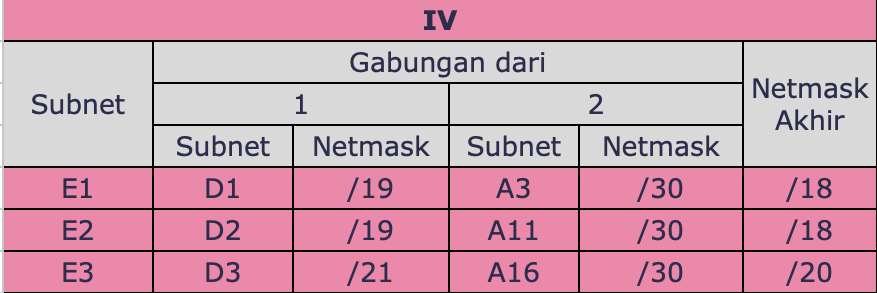 IV
Subnet Gabungan dari Netmask Akhir
1 2
Subnet Netmask Subnet Netmask
E1 D1 /19 A3 /30 /18
E2 D2 /19 A11 /30 /18
E3 D3 /21 A16 /30 /20